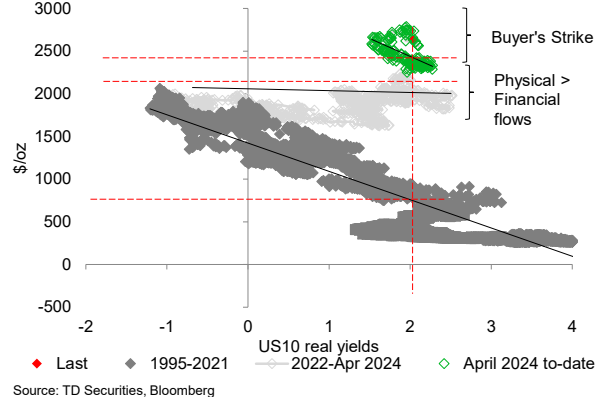 3000
2500
2000
1500
1000
500
0
-500
$/oz
Buyer's Strike
Physical >
Financial
flows
-2 -1 0 1 2 3 4
US10 real yields
Last 1995-2021 2022-Apr 2024 April 2024 to-date
Source: TD Securities, Bloomberg